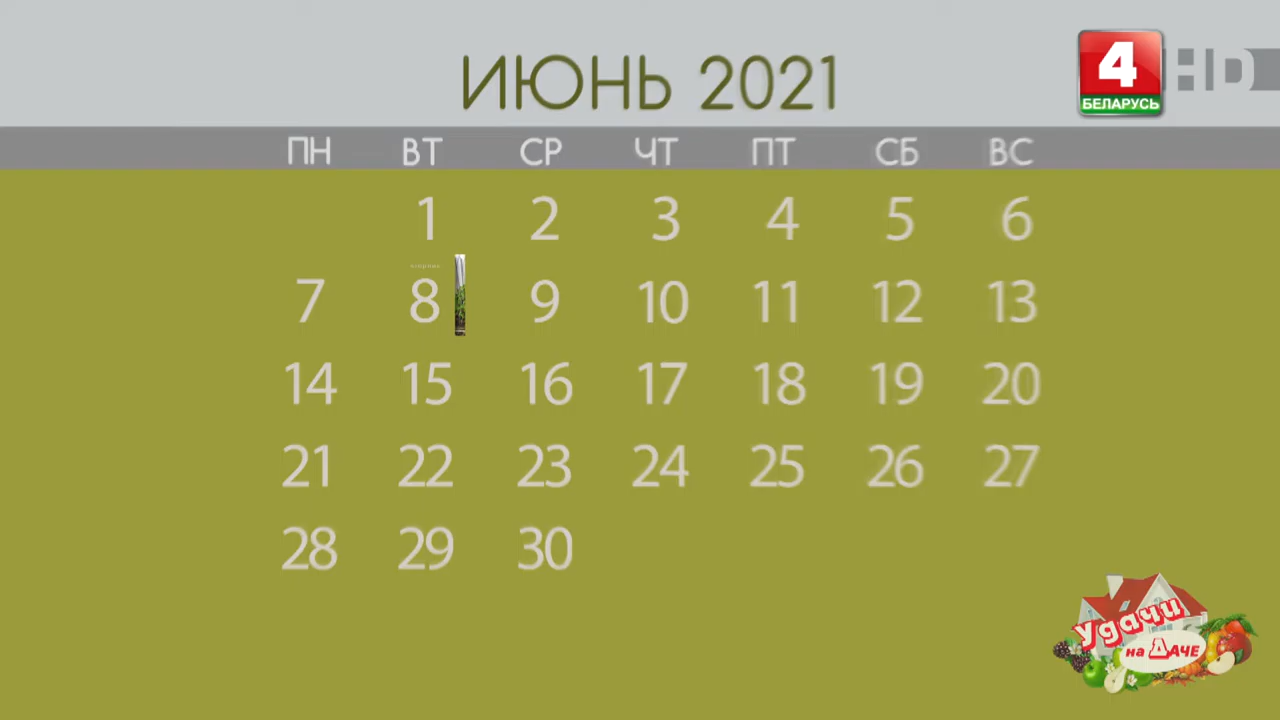 ИЮНЬ 2021
4 HD
БЕЛАРУСЬ
ПН ВТ СР ЧТ ПТ СБ ВС
1 2 3 4 5 6
7 8 9 10 11 12 13
14 15 16 17 18 19 20
21 22 23 24 25 26 27
28 29 30
Удачи
на ДАЧЕ